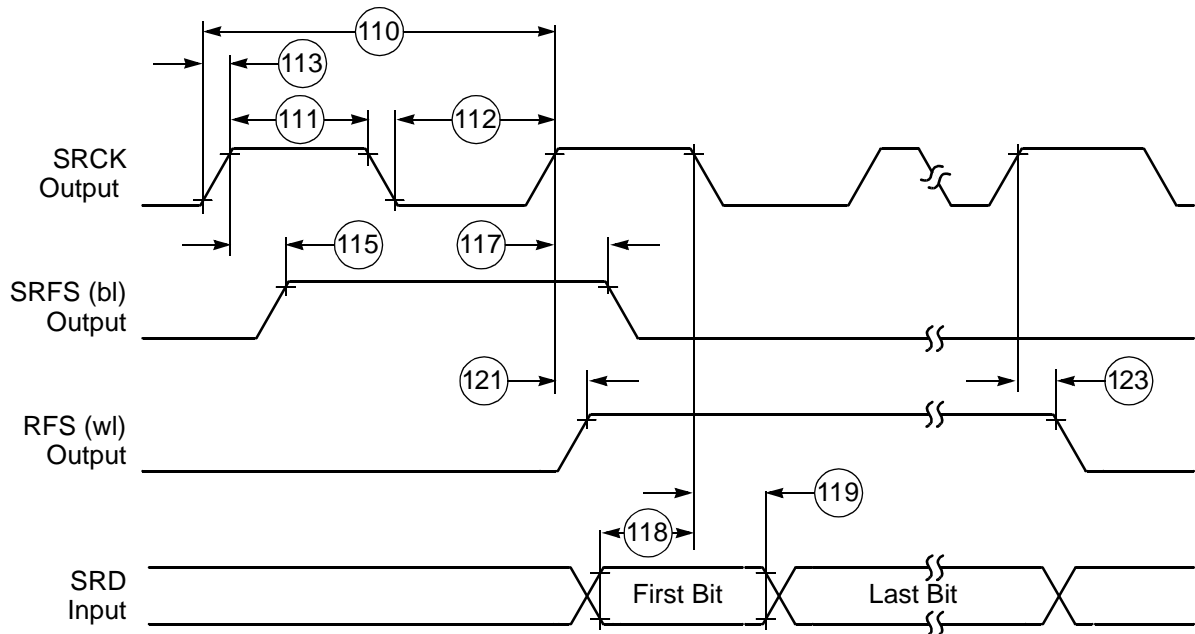 110
113
111
112
SRCK
Output
115
117
SRFS (bl)
Output
121
123
RFS (wl)
Output
119
118
SRD
Input
First Bit
Last Bit